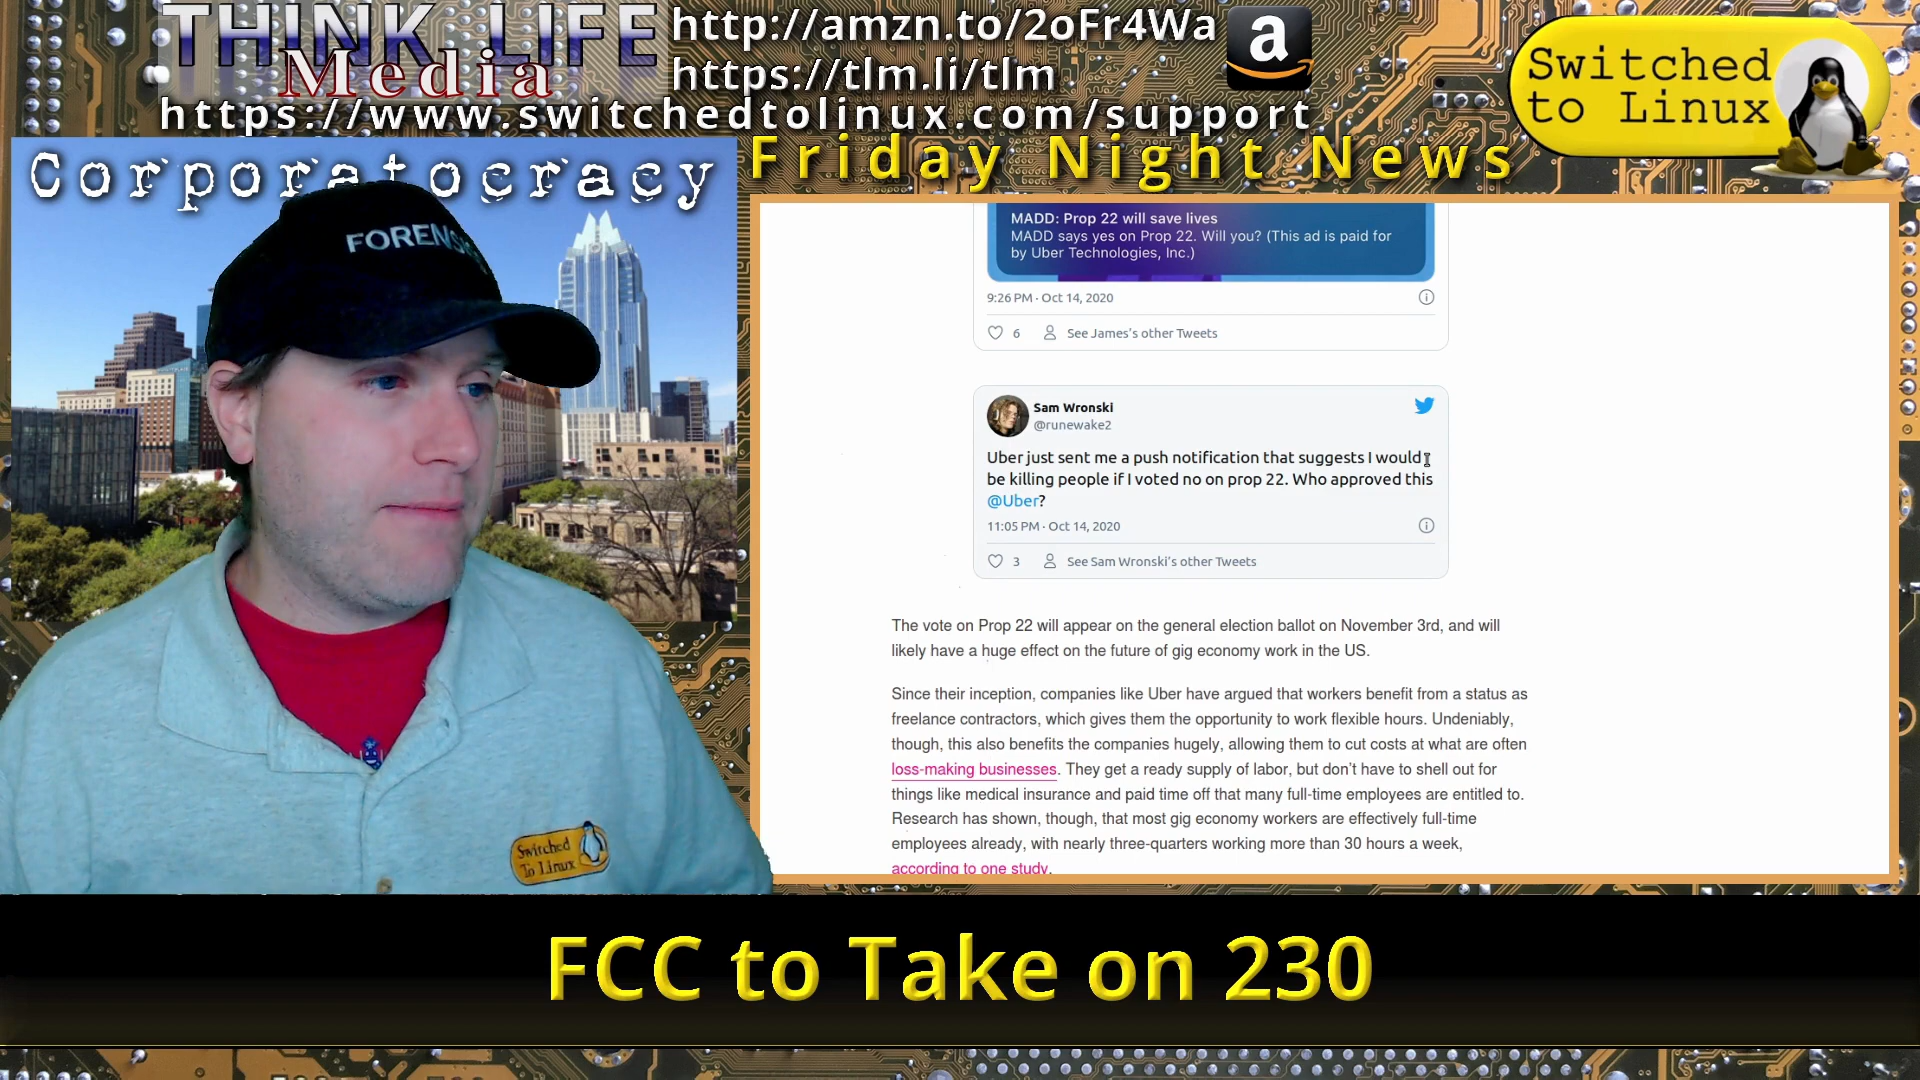 THINK LIFE
Media
http://amzn.to/2oFr4Wa
https://tlm.li/tlm
https://www.switchedtolinux.com/support
a
Switched
to Linux
Corporatocracy
Friday Night News
FORENS
MADD: Prop 22 will save lives
MADD says yes on Prop 22. Will you? (This ad is paid for
by Uber Technologies, Inc.)
9:26 PM · Oct 14, 2020
6 See James's other Tweets
Sam Wronski
@runewake2
Uber just sent me a push notification that suggests I would
be killing people if I voted no on prop 22. Who approved this
@Uber?
11:05 PM · Oct 14, 2020
3 See Sam Wronski's other Tweets
The vote on Prop 22 will appear on the general election ballot on November 3rd, and will
likely have a huge effect on the future of gig economy work in the US.
Since their inception, companies like Uber have argued that workers benefit from a status as
freelance contractors, which gives them the opportunity to work flexible hours. Undeniably,
though, this also benefits the companies hugely, allowing them to cut costs at what are often
loss-making businesses. They get a ready supply of labor, but don't have to shell out for
things like medical insurance and paid time off that many full-time employees are entitled to.
Research has shown, though, that most gig economy workers are effectively full-time
employees already, with nearly three-quarters working more than 30 hours a week,
according to one study.
Switched
To Linux
FCC to Take on 230